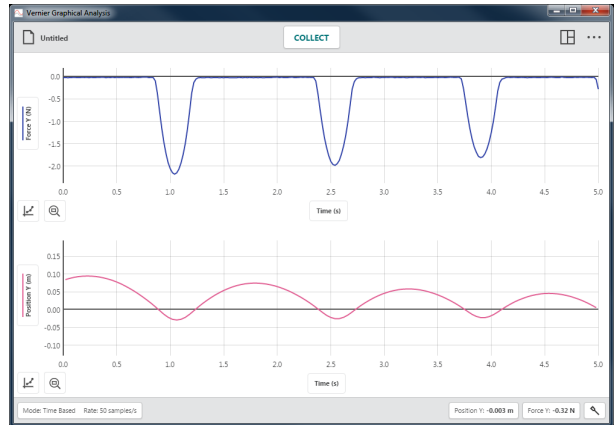 Vernier Graphical Analysis
Untitled
COLLECT
Force Y (N)
0.0
-0.5
-1.0
-1.5
-2.0
0.0 0.5 1.0 1.5 2.0 2.5 3.0 3.5 4.0 4.5 5.0
Time (s)
Position Y (m)
0.15
0.10
0.05
0.00
-0.05
-0.10
0.0 0.5 1.0 1.5 2.0 2.5 3.0 3.5 4.0 4.5 5.0
Time (s)
Mode: Time Based Rate: 50 samples/s Position Y: -0.003 m Force Y: -0.32 N